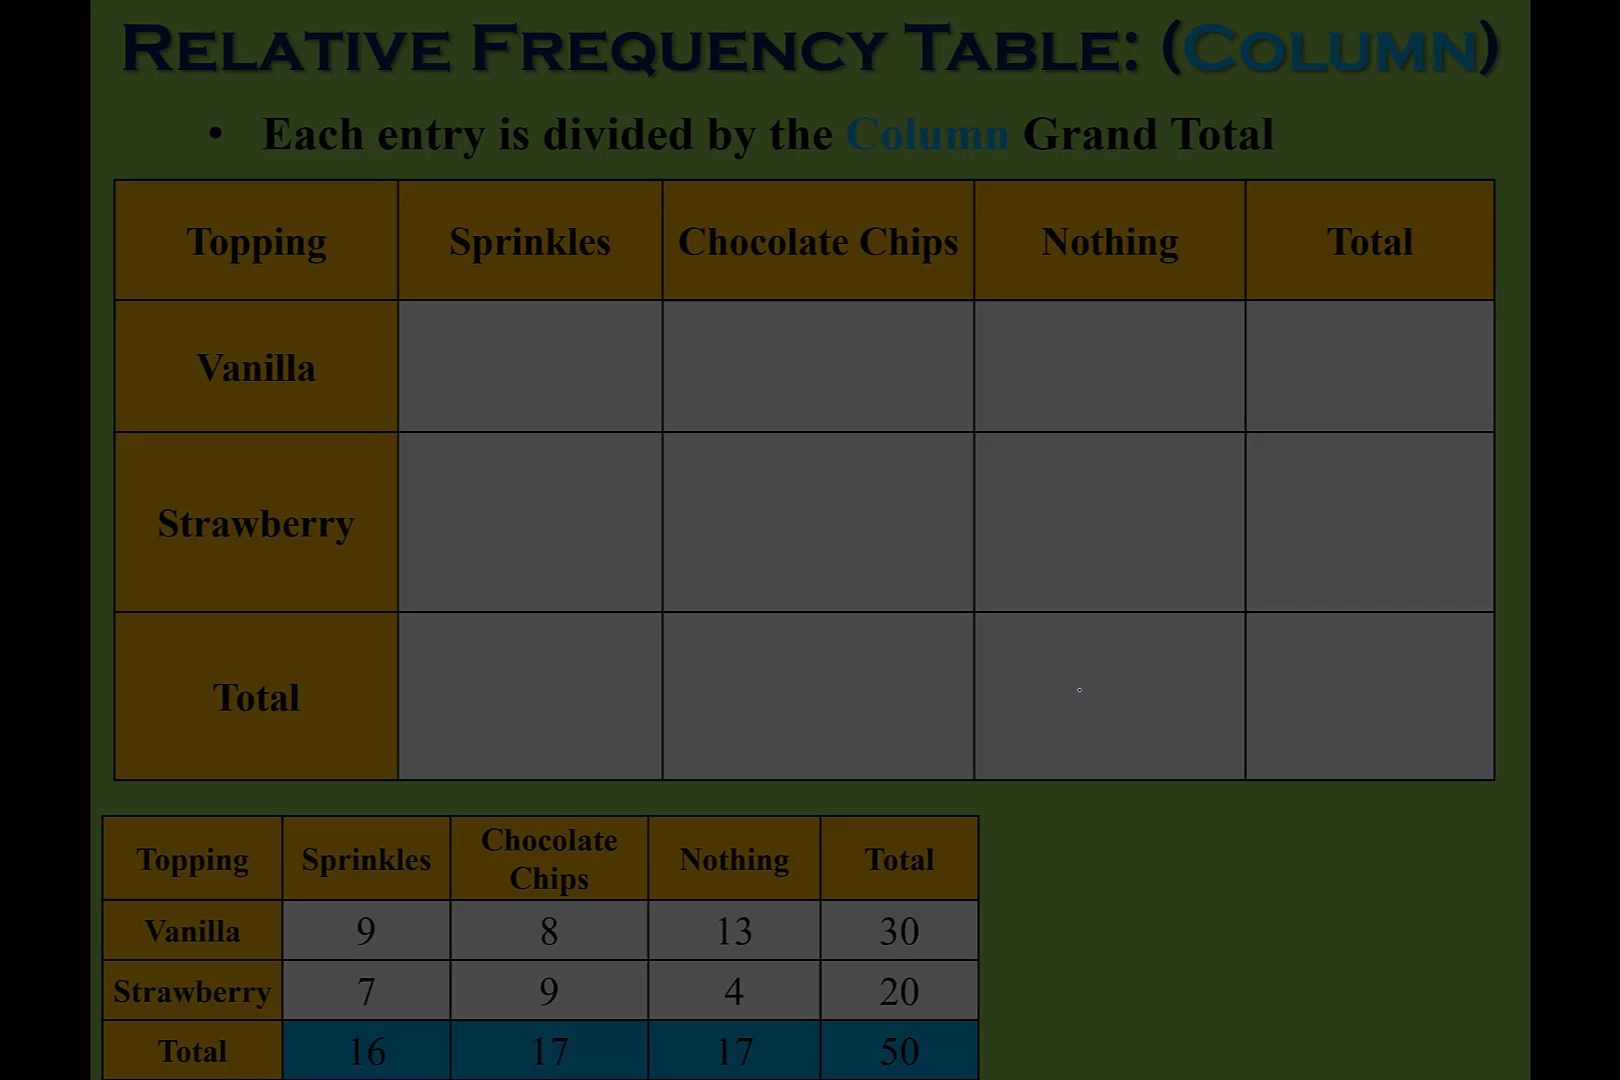 RELATIVE FREQUENCY TABLE: (COLUMN)
• Each entry is divided by the Column Grand Total
Topping Sprinkles Chocolate Chips Nothing Total
Vanilla
Strawberry
Total
Topping Sprinkles Chocolate Chips Nothing Total
Vanilla 9 8 13 30
Strawberry 7 9 4 20
Total 16 17 17 50